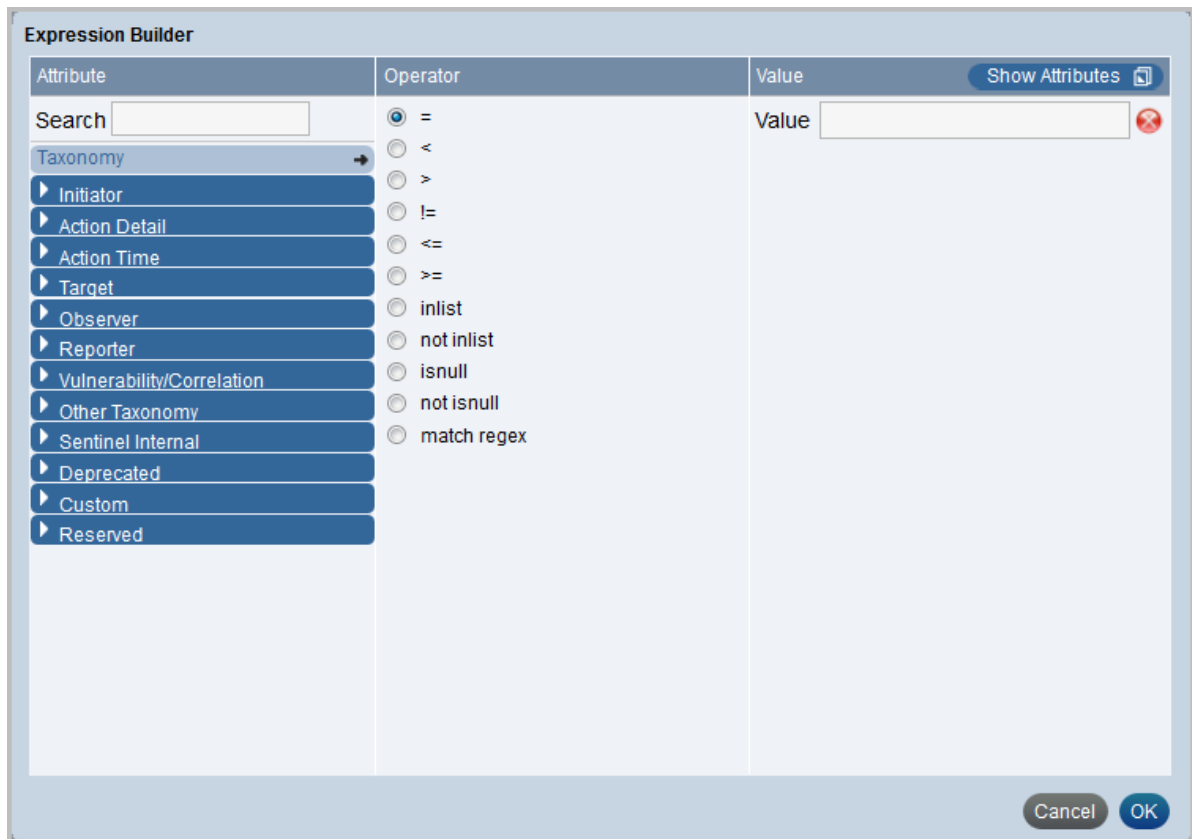 Expression Builder
Attribute
Search
Taxonomy
Initiator
Action Detail
Action Time
Target
Observer
Reporter
Vulnerability/Correlation
Other Taxonomy
Sentinel Internal
Deprecated
Custom
Reserved
Operator
=
<
>
!=
<=
>=
inlist
not inlist
isnull
not isnull
match regex
Value
Show Attributes
Value
Cancel
OK